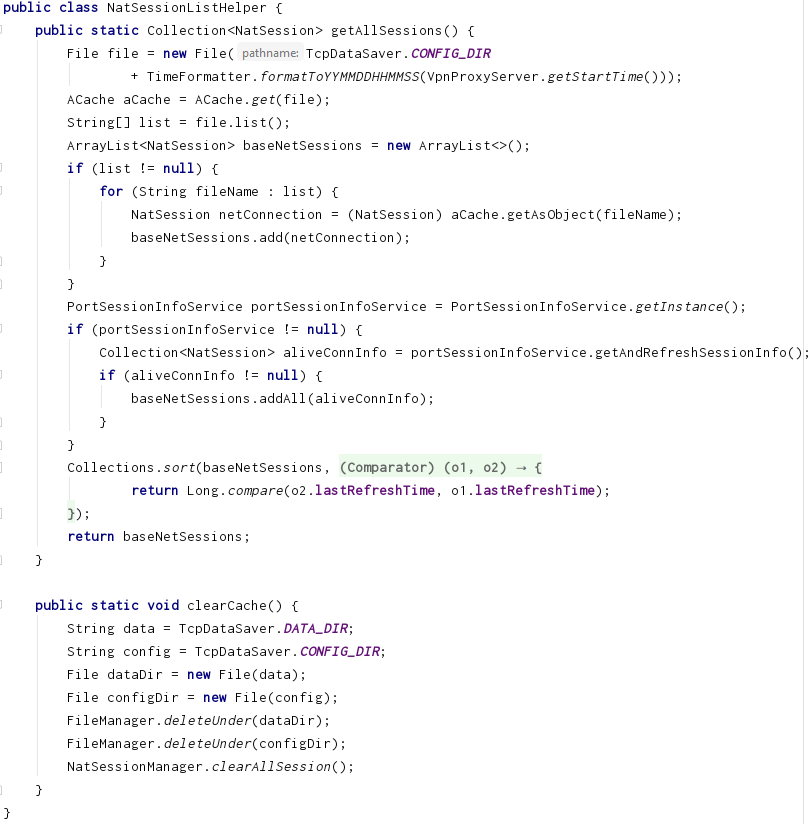 public class NatSessionListHelper {
    public static Collection<NatSession> getAllSessions() {
        File file = new File( pathname: TcpDataSaver.CONFIG_DIR
                + TimeFormatter.formatToYYMMDDHHMMSS(VpnProxyServer.getStartTime()));
        ACache aCache = ACache.get(file);
        String[] list = file.list();
        ArrayList<NatSession> baseNetSessions = new ArrayList<>();
        if (list != null) {
            for (String fileName : list) {
                NatSession netConnection = (NatSession) aCache.getAsObject(fileName);
                baseNetSessions.add(netConnection);
            }
        }
        PortSessionInfoService portSessionInfoService = PortSessionInfoService.getInstance();
        if (portSessionInfoService != null) {
            Collection<NatSession> aliveConnInfo = portSessionInfoService.getAndRefreshSessionInfo();
            if (aliveConnInfo != null) {
                baseNetSessions.addAll(aliveConnInfo);
            }
        }
        Collections.sort(baseNetSessions, (Comparator) (o1, o2) → {
                return Long.compare(o2.lastRefreshTime, o1.lastRefreshTime);
        });
        return baseNetSessions;
    }

    public static void clearCache() {
        String data = TcpDataSaver.DATA_DIR;
        String config = TcpDataSaver.CONFIG_DIR;
        File dataDir = new File(data);
        File configDir = new File(config);
        FileManager.deleteUnder(dataDir);
        FileManager.deleteUnder(configDir);
        NatSessionManager.clearAllSession();
    }
}